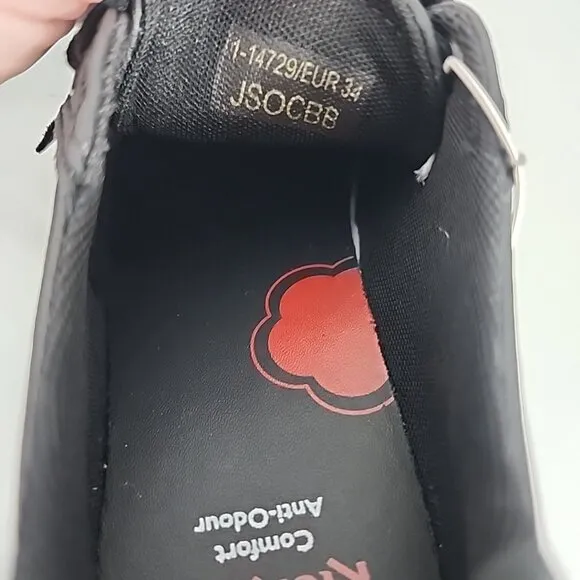 1-14729/EUR 34
JSOCBB
Comfort
Anti-Odour